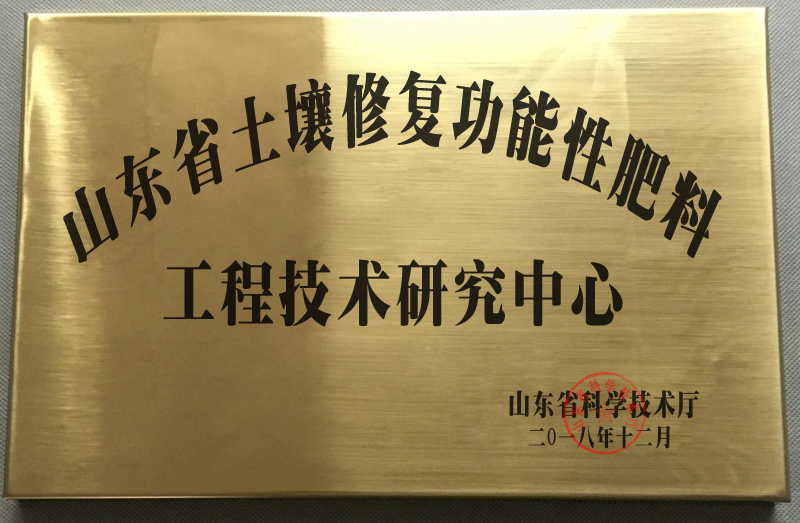 山东省土壤修复功能性肥料
工程技术研究中心
山东省科学技术厅
二〇一八年十二月